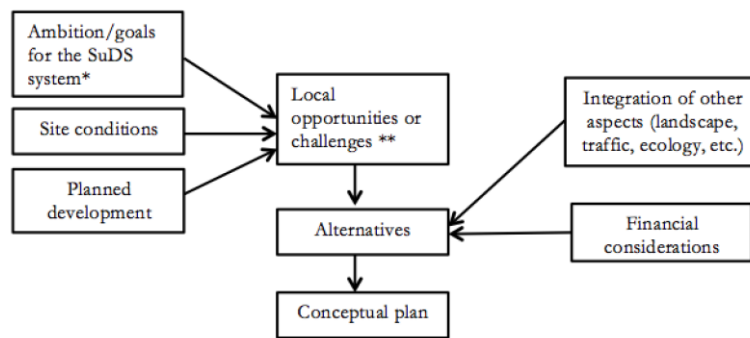 Ambition/goals
for the SuDS
system*
Site conditions
Planned
development
Local
opportunities or
challenges **
Alternatives
Conceptual plan
Integration of other
aspects (landscape,
traffic, ecology, etc.)
Financial
considerations